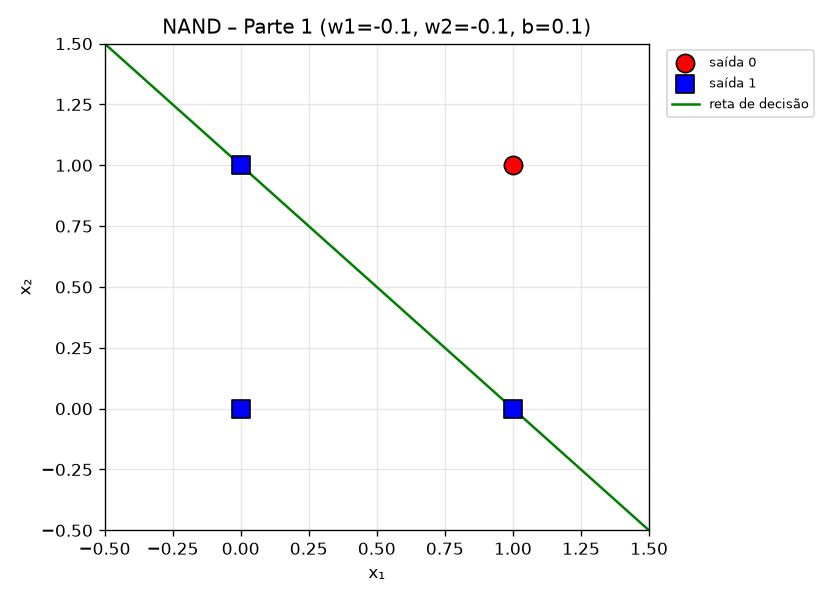 NAND – Parte 1 (w1=-0.1, w2=-0.1, b=0.1)
saída 0
saída 1
reta de decisão
1.50
1.25
1.00
0.75
0.50
0.25
0.00
−0.25
−0.50
x₂
−0.50 −0.25 0.00 0.25 0.50 0.75 1.00 1.25 1.50
x₁